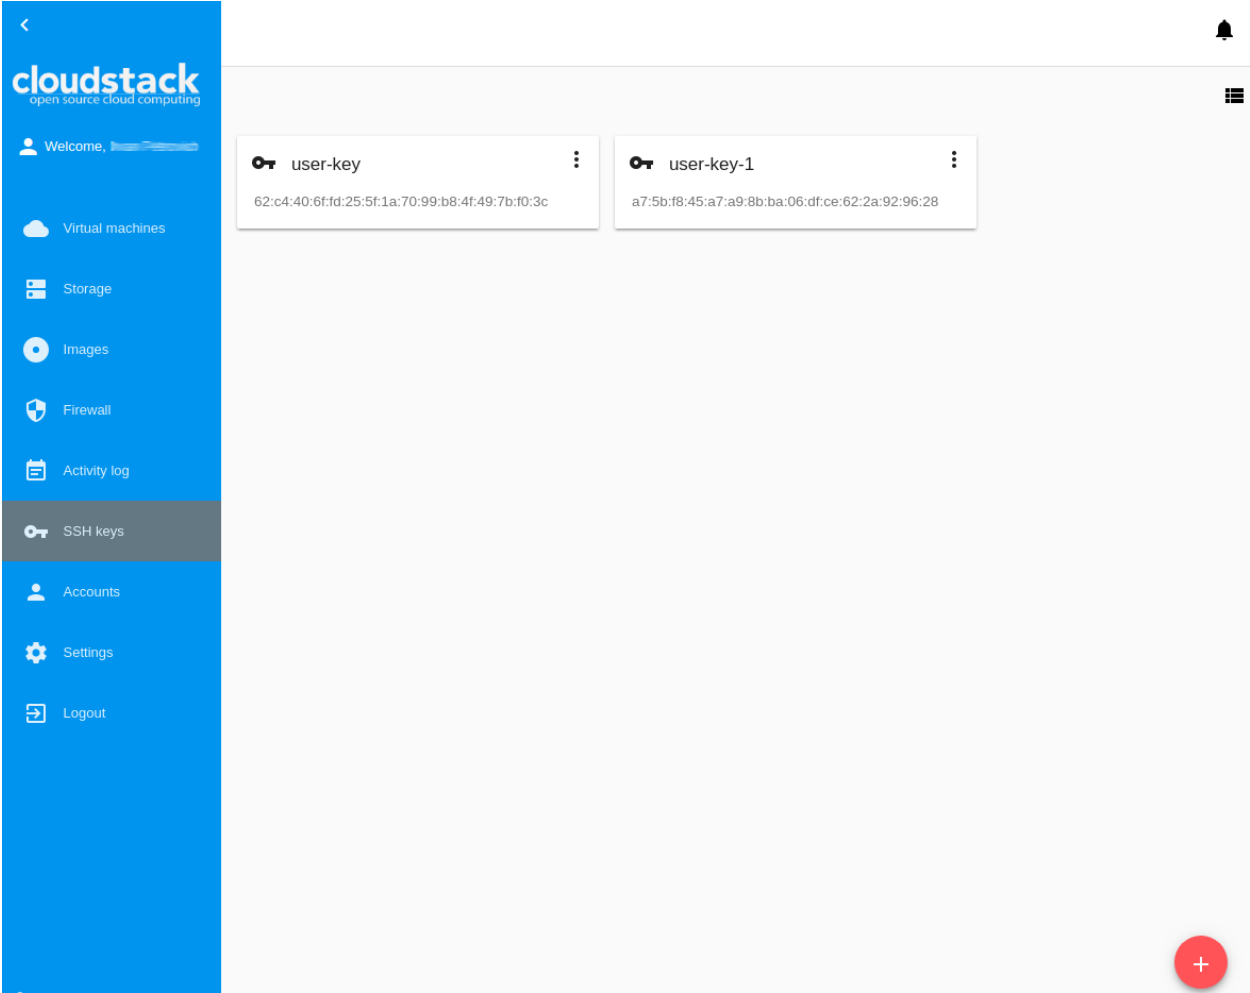 cloudstack
open source cloud computing
Welcome,
Virtual machines
Storage
Images
Firewall
Activity log
SSH keys
Accounts
Settings
Logout
user-key
62:c4:40:6f:fd:25:5f:1a:70:99:b8:4f:49:7b:f0:3c
user-key-1
a7:5b:f8:45:a7:a9:8b:ba:06:df:ce:62:2a:92:96:28